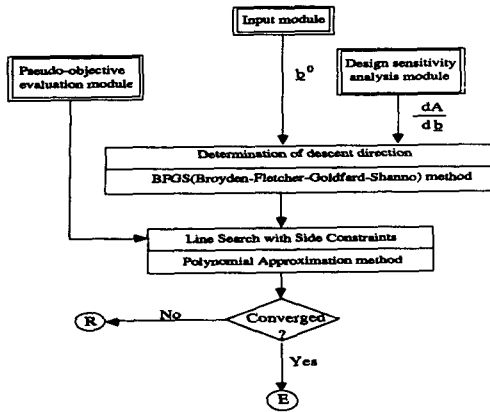 Input module
Pseudo-objective
evaluation module
b⁰
Design sensitivity
analysis module
dA
db
Determination of descent direction
BFGS(Broyden-Fletcher-Goldfard-Shanno) method
Line Search with Side Constraints
Polynomial Approximation method
No
R
Converged
?
Yes
E